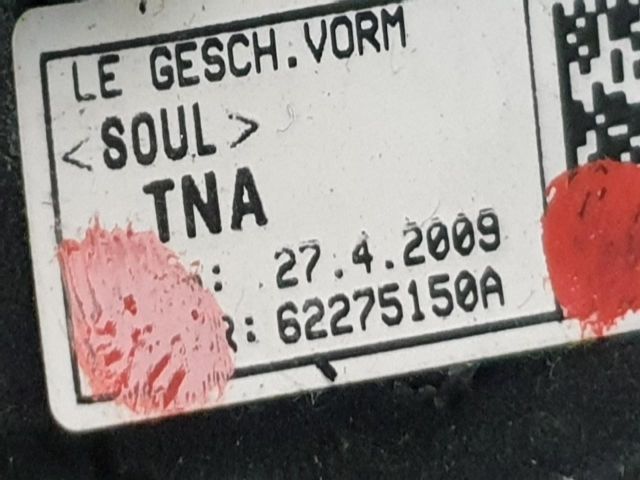 LE GESCH.VORM
<SOUL>
TNA
: 27.4.2009
R: 62275150A